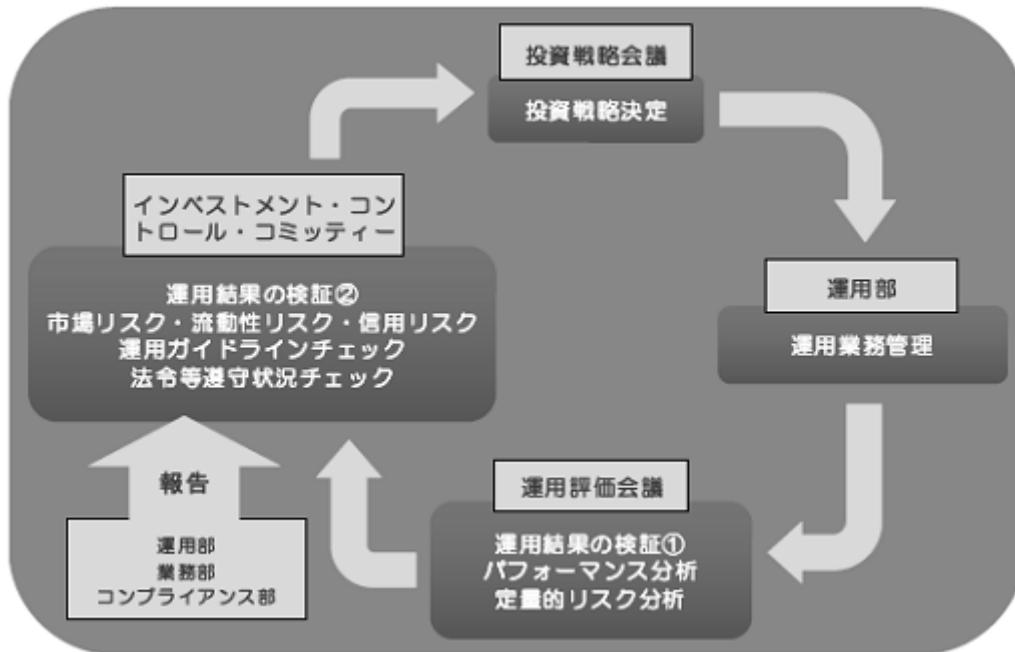 投資戦略会議
投資戦略決定
インベストメント・コン
トロール・コミッティー
運用結果の検証②
市場リスク・流動性リスク・信用リスク
運用ガイドラインチェック
法令等遵守状況チェック
運用部
運用業務管理
報告
運用部
業務部
コンプライアンス部
運用評価会議
運用結果の検証①
パフォーマンス分析
定量的リスク分析